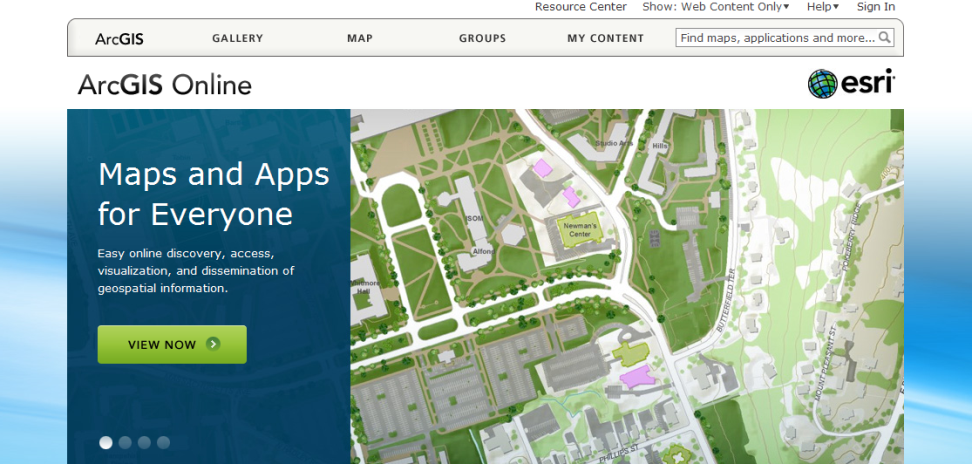 Resource Center Show: Web Content Only Help Sign In
ArcGIS GALLERY MAP GROUPS MY CONTENT Find maps, applications and more...
ArcGIS Online esri
Maps and Apps
for Everyone
Easy online discovery, access,
visualization, and dissemination of
geospatial information.
VIEW NOW
Studio Arts
Hills
ISOM
Newman's
Center
Alfond
Hall
BUTTERFIELD TER
MOUNT PLEASANT ST
PHILLIPS ST